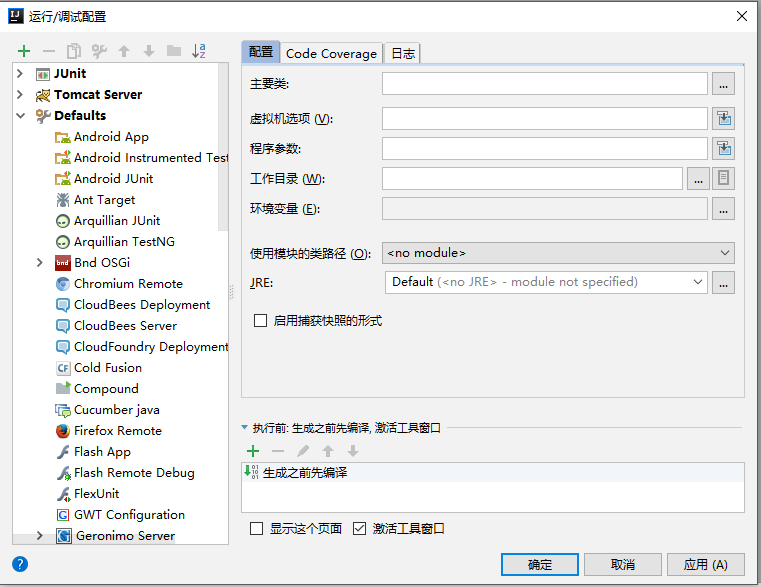 运行/调试配置
JUnit
Tomcat Server
Defaults
Android App
Android Instrumented Test
Android JUnit
Ant Target
Arquillian JUnit
Arquillian TestNG
Bnd OSGi
Chromium Remote
CloudBees Deployment
CloudBees Server
CloudFoundry Deployment
Cold Fusion
Compound
Cucumber java
Firefox Remote
Flash App
Flash Remote Debug
FlexUnit
GWT Configuration
Geronimo Server
配置 Code Coverage 日志
主要类: ...
虚拟机选项 (V):
程序参数:
工作目录 (W): ...
环境变量 (E): ...
使用模块的类路径 (O): <no module>
JRE: Default (<no JRE> - module not specified) ...
启用捕获快照的形式
执行前: 生成之前先编译, 激活工具窗口
生成之前先编译
显示这个页面 激活工具窗口
? 确定 取消 应用 (A)